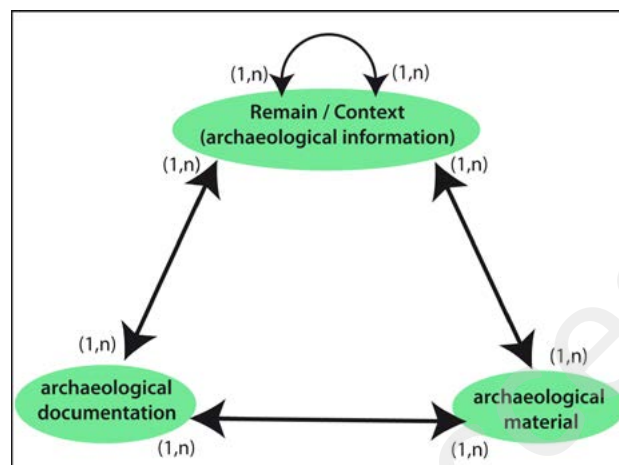 (1,n) (1,n)
Remain / Context
(archaeological information)
(1,n) (1,n)
(1,n) (1,n)
archaeological
documentation
archaeological
material
(1,n) (1,n)